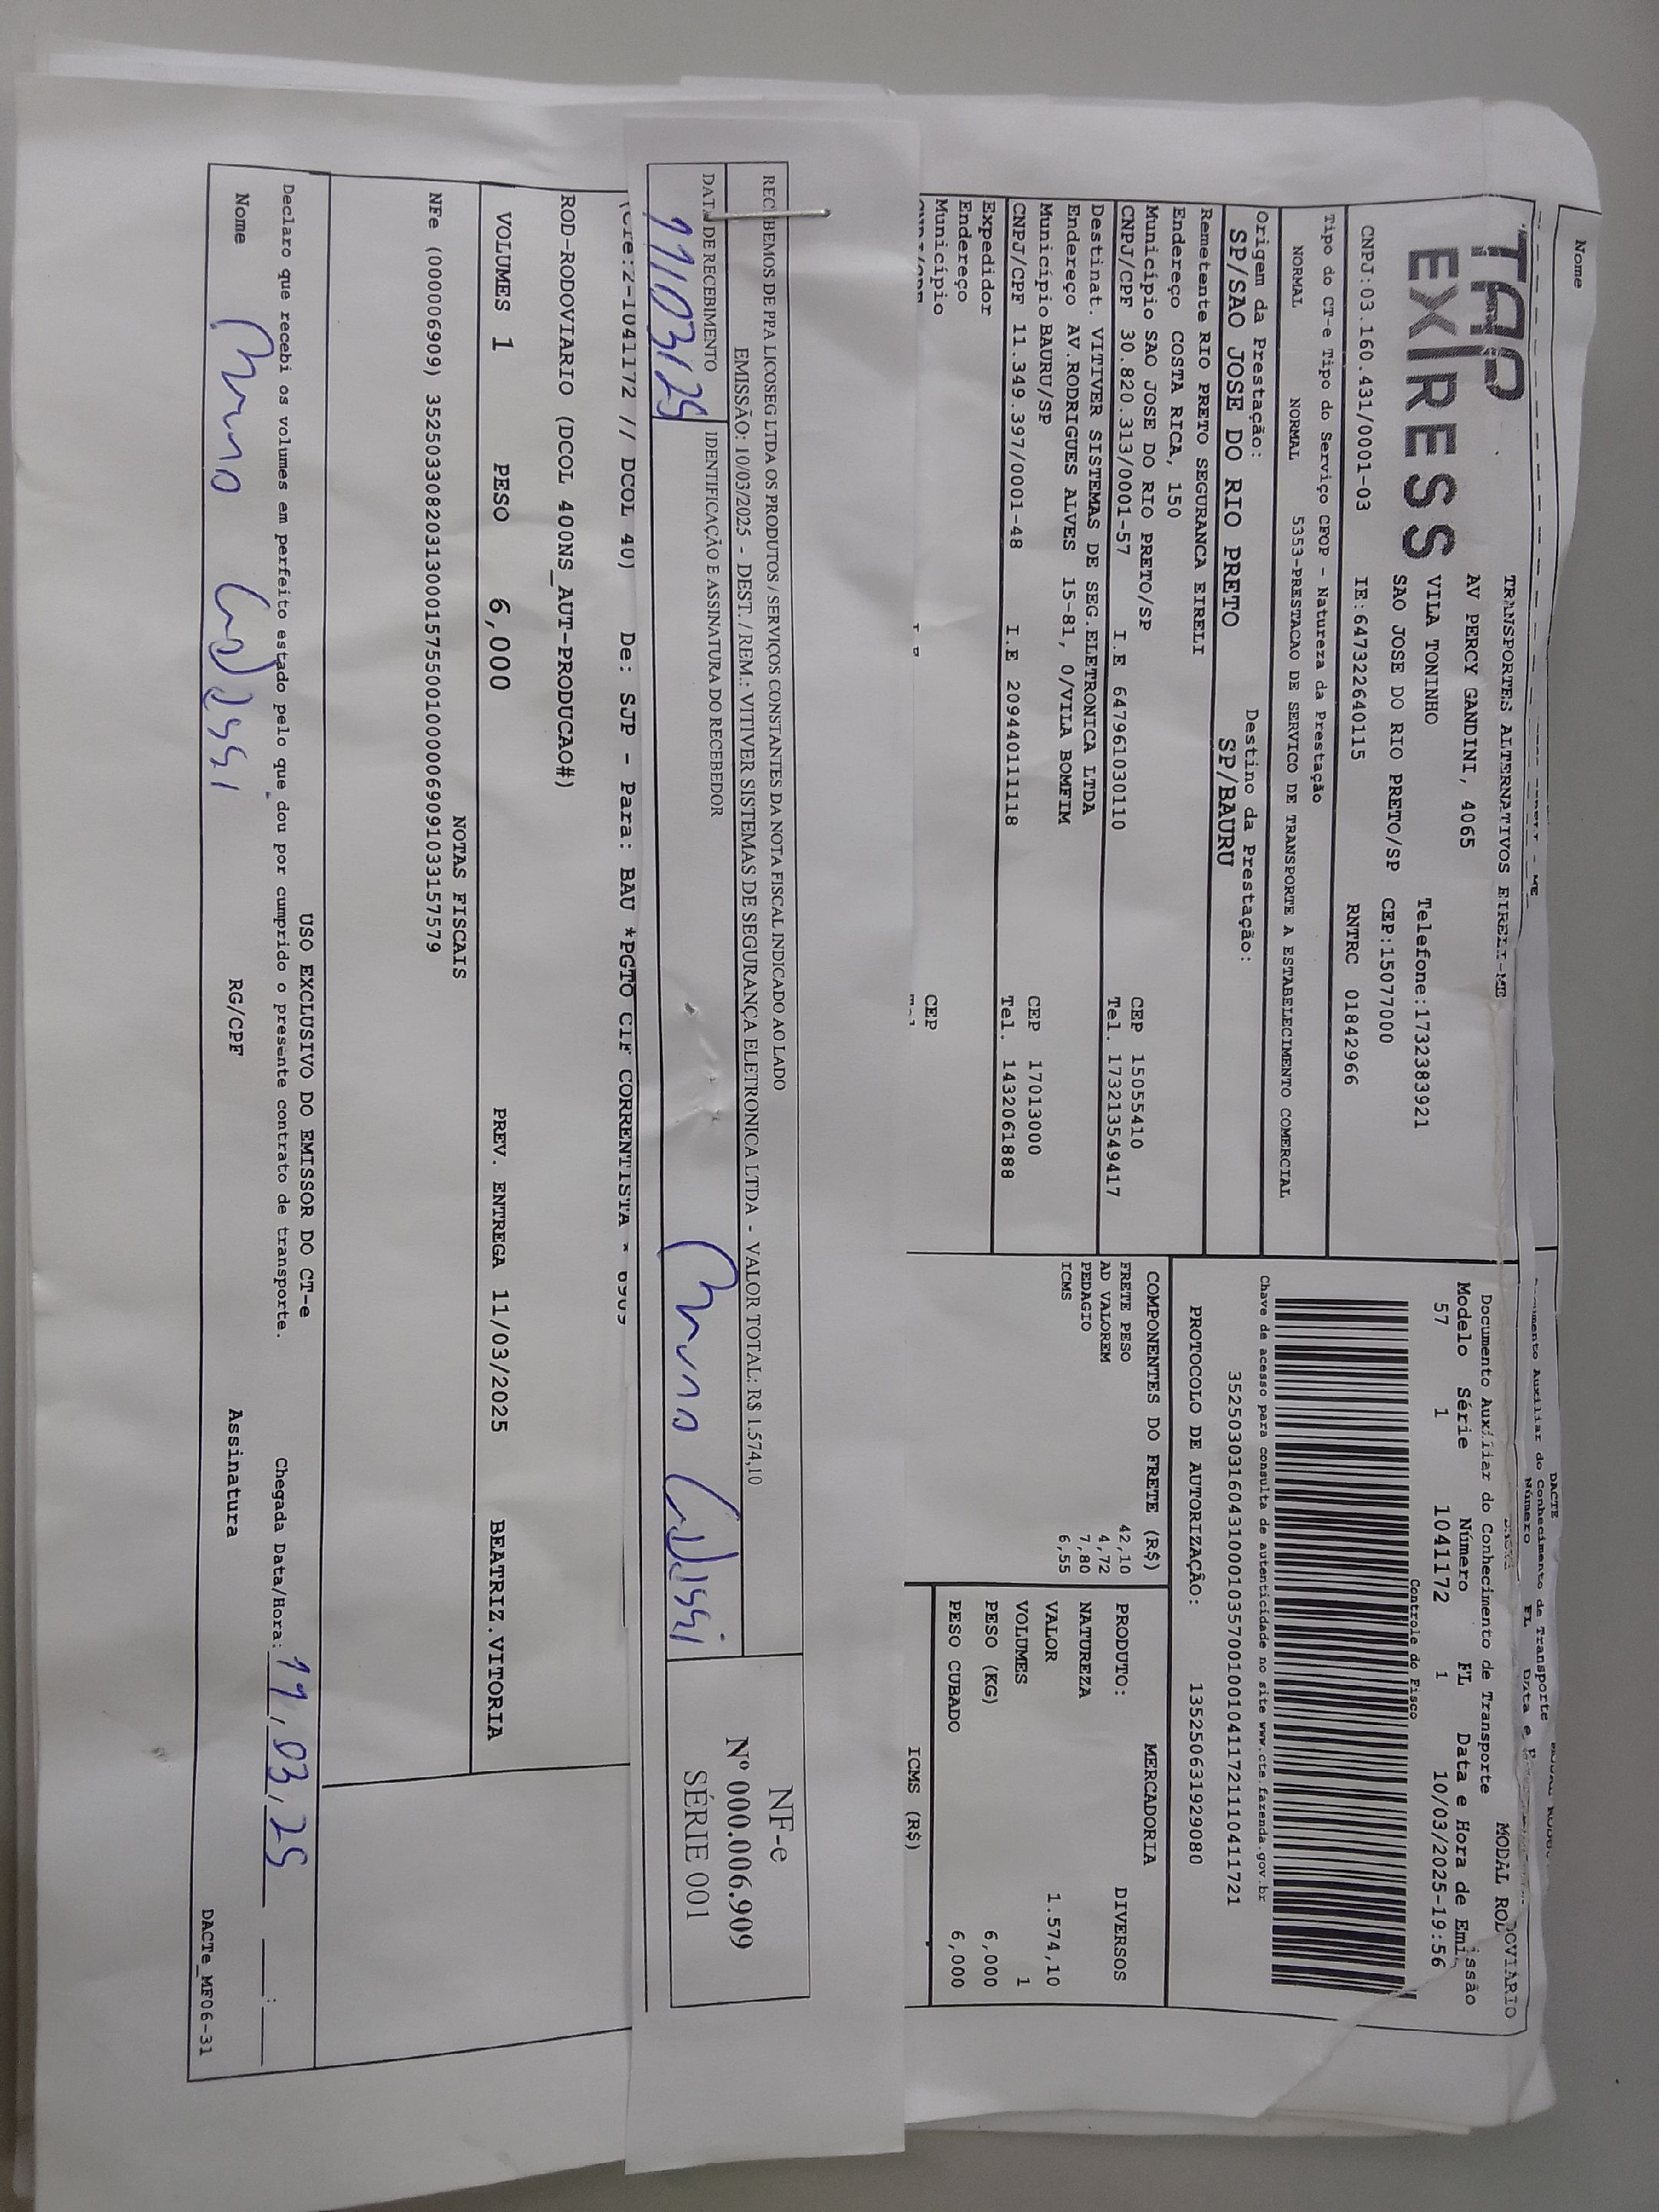 Nome
DACTE
TAP
EXPRESS
TRANSPORTES ALTERNATIVOS EIRELI-ME
AV PERCY GANDINI, 4065
VILA TONINHO Telefone:1732383921
SAO JOSE DO RIO PRETO/SP CEP:15077000
CNPJ:03.160.431/0001-03 IE:647322640115 RNTRC 01842966
Tipo do CT-e Tipo do Serviço CFOP - Natureza da Prestação
NORMAL NORMAL 5353-PRESTACAO DE SERVICO DE TRANSPORTE A ESTABELECIMENTO COMERCIAL
Origem da Prestação: Destino da Prestação:
SP/SAO JOSE DO RIO PRETO SP/BAURU
Remetente RIO PRETO SEGURANCA EIRELI
Endereço COSTA RICA, 150
Município SAO JOSE DO RIO PRETO/SP CEP 15055410
CNPJ/CPF 30.820.313/0001-57 I.E 647961030110 Tel. 173213549417
Destinat. VITIVER SISTEMAS DE SEG.ELETRONICA LTDA
Endereço AV.RODRIGUES ALVES 15-81, 0/VILA BOMFIM
Município BAURU/SP CEP 17013000
CNPJ/CPF 11.349.397/0001-48 I.E 209440111118 Tel. 1432061888
Expedidor
Endereço
Município CEP
MODAL RODOVIARIO
Documento Auxiliar do Conhecimento de Transporte
Modelo Série Número FL Data e Hora de Emissão
57 1 1041172 1 10/03/2025-19:56
Controle do Fisco
Chave de acesso para consulta de autenticidade no site www.cte.fazenda.gov.br
35250303160431000103570010010411721110411721
PROTOCOLO DE AUTORIZAÇÃO: 135250631929080
COMPONENTES DO FRETE (R$)
FRETE PESO 42,10
AD VALOREM 4,72
PEDAGIO 7,80
ICMS 6,55
MERCADORIA
PRODUTO: DIVERSOS
NATUREZA
VALOR 1.574,10
VOLUMES 1
PESO (KG) 6,000
PESO CUBADO 6,000
ICMS (R$)
RECEBEMOS DE PPA LICOSEG LTDA OS PRODUTOS / SERVIÇOS CONSTANTES DA NOTA FISCAL INDICADO AO LADO
EMISSÃO: 10/03/2025 - DEST. / REM.: VITIVER SISTEMAS DE SEGURANÇA ELETRONICA LTDA - VALOR TOTAL: R$ 1.574,10
DATA DE RECEBIMENTO IDENTIFICAÇÃO E ASSINATURA DO RECEBEDOR
11/03/25 Bruno
NF-e
Nº 000.006.909
SÉRIE 001
2-1041172 // DCOL 40) De: SJP - Para: BAU *PGTO CIF CORRENTISTA * 6909
ROD-RODOVIARIO (DCOL 400NS_AUT-PRODUCAO#)
VOLUMES 1 PESO 6,000 PREV. ENTREGA 11/03/2025 BEATRIZ.VITORIA
NOTAS FISCAIS
NFe (000006909) 35250330820313000157550010000069091033157579
USO EXCLUSIVO DO EMISSOR DO CT-e
Declaro que recebi os volumes em perfeito estado pelo que dou por cumprido o presente contrato de transporte. Chegada Data/Hora: 11,03,25 __:__
Nome Bruno RG/CPF Assinatura
DACTe_MF06-31